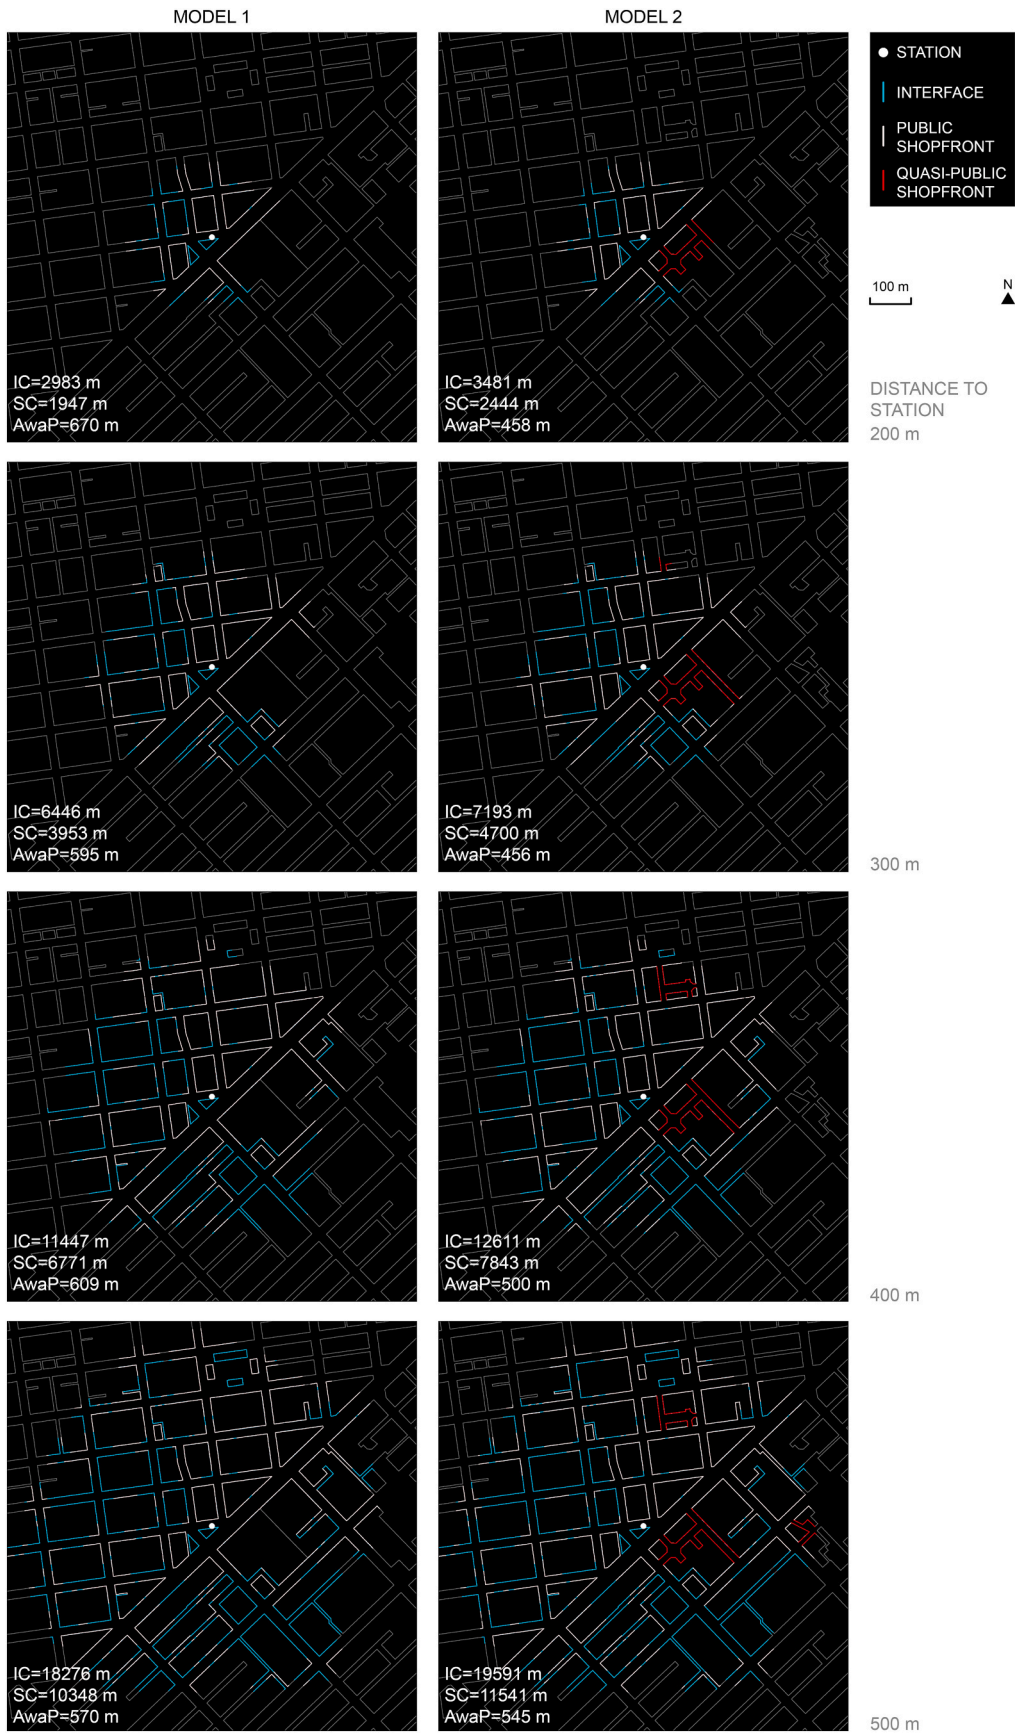 MODEL 1
MODEL 2
STATION
INTERFACE
PUBLIC
SHOPFRONT
QUASI-PUBLIC
SHOPFRONT
100 m
N
IC=2983 m
SC=1947 m
AwaP=670 m
IC=3481 m
SC=2444 m
AwaP=458 m
DISTANCE TO
STATION
200 m
IC=6446 m
SC=3953 m
AwaP=595 m
IC=7193 m
SC=4700 m
AwaP=456 m
300 m
IC=11447 m
SC=6771 m
AwaP=609 m
IC=12611 m
SC=7843 m
AwaP=500 m
400 m
IC=18276 m
SC=10348 m
AwaP=570 m
IC=19591 m
SC=11541 m
AwaP=545 m
500 m